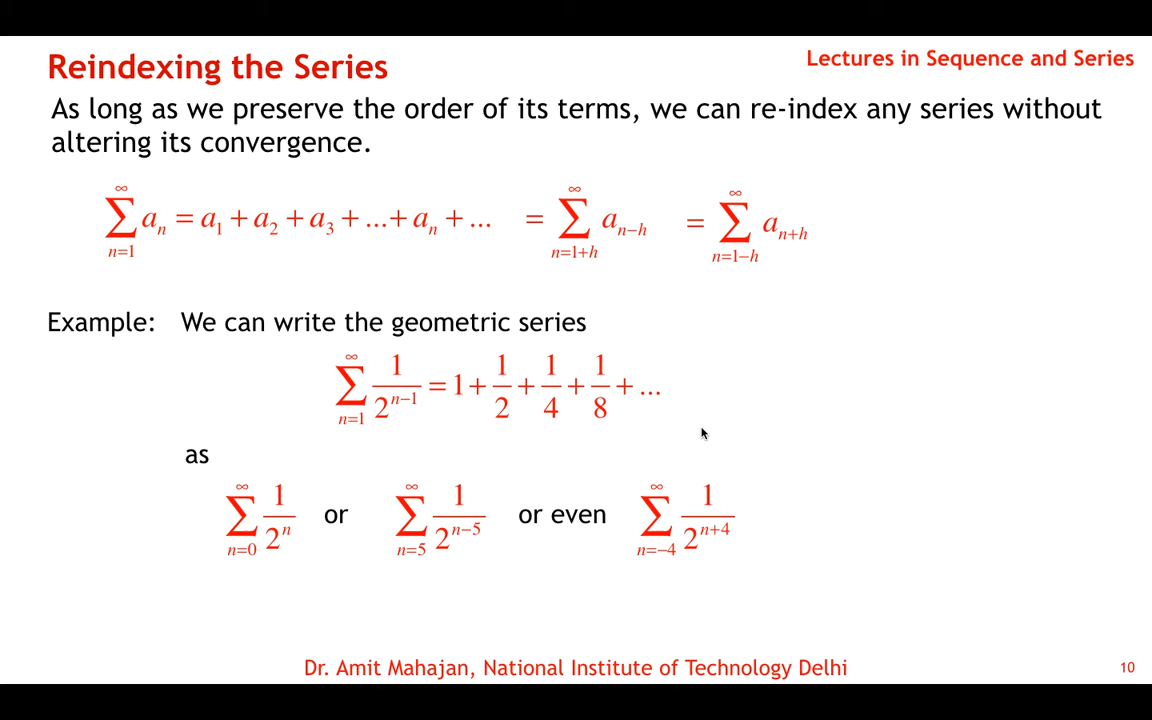 Reindexing the Series
Lectures in Sequence and Series
As long as we preserve the order of its terms, we can re-index any series without
altering its convergence.
∑_{n=1}^{∞} a_n = a_1 + a_2 + a_3 + ... + a_n + ... = ∑_{n=1+h}^{∞} a_{n−h} = ∑_{n=1−h}^{∞} a_{n+h}
Example: We can write the geometric series
∑_{n=1}^{∞} 1/2^{n−1} = 1 + 1/2 + 1/4 + 1/8 + ...
as
∑_{n=0}^{∞} 1/2^n or ∑_{n=5}^{∞} 1/2^{n−5} or even ∑_{n=−4}^{∞} 1/2^{n+4}
Dr. Amit Mahajan, National Institute of Technology Delhi
10